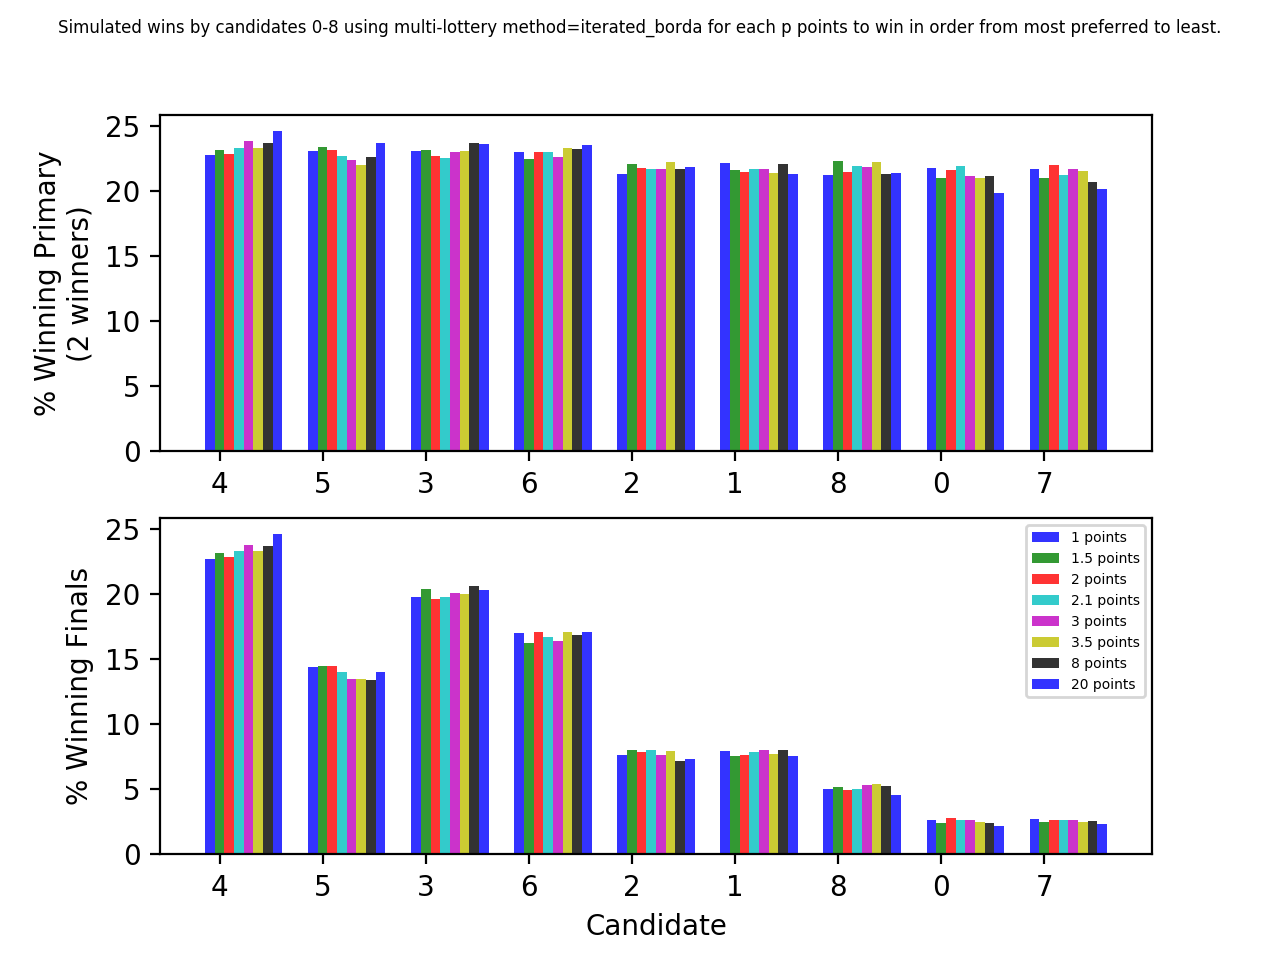 Simulated wins by candidates 0-8 using multi-lottery method=iterated_borda for each p points to win in order from most preferred to least.
% Winning Primary
(2 winners)
25
20
15
10
5
0
4 5 3 6 2 1 8 0 7
% Winning Finals
25
20
15
10
5
0
1 points
1.5 points
2 points
2.1 points
3 points
3.5 points
8 points
20 points
4 5 3 6 2 1 8 0 7
Candidate